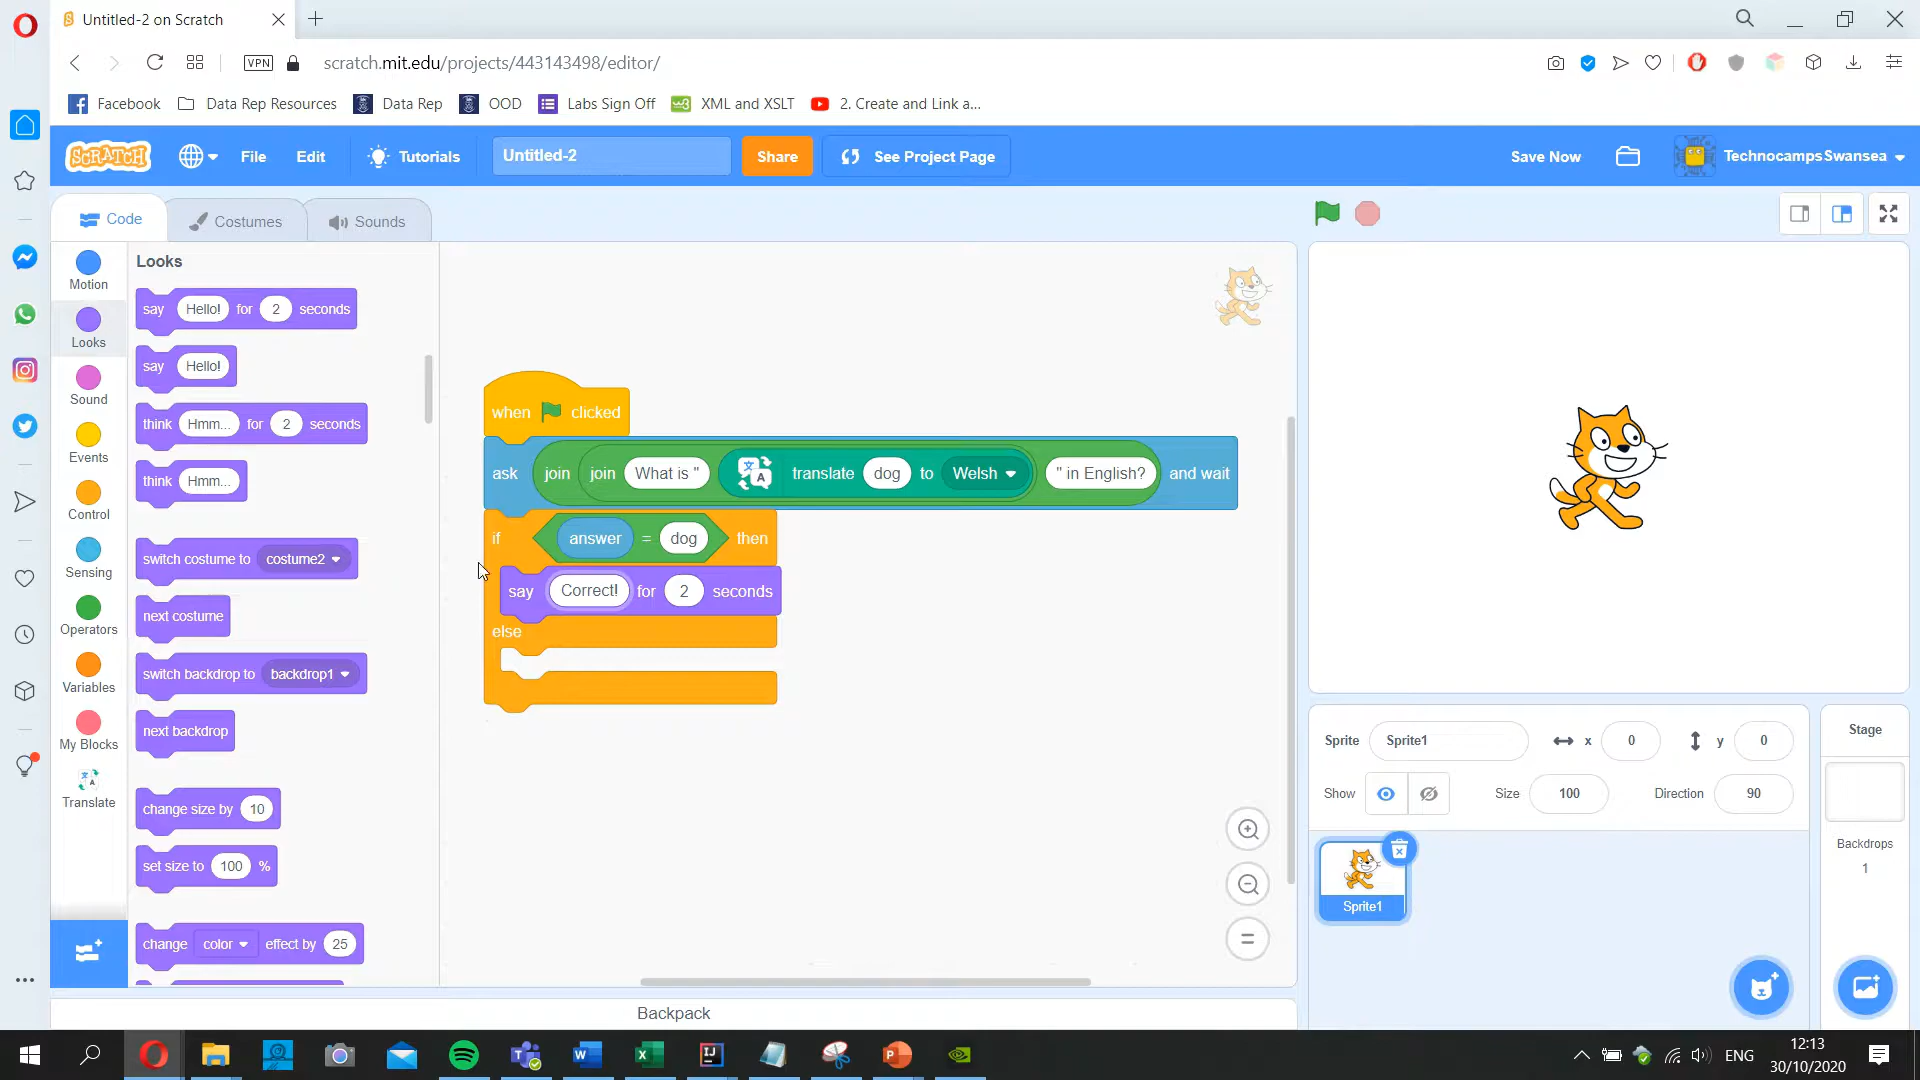 Untitled-2 on Scratch
VPN
scratch.mit.edu/projects/443143498/editor/
Facebook Data Rep Resources Data Rep OOD Labs Sign Off XML and XSLT 2. Create and Link a...
SCRATCH File Edit Tutorials Untitled-2 Share See Project Page Save Now TechnocampsSwansea
Code Costumes Sounds
Motion
Looks
Sound
Events
Control
Sensing
Operators
Variables
My Blocks
Translate
Looks
say Hello! for 2 seconds
say Hello!
think Hmm... for 2 seconds
think Hmm...
switch costume to costume2
next costume
switch backdrop to backdrop1
next backdrop
change size by 10
set size to 100 %
change color effect by 25
when clicked
ask join join What is " translate dog to Welsh " in English? and wait
if answer = dog then
say Correct! for 2 seconds
else
Backpack
Sprite Sprite1 x 0 y 0
Show Size 100 Direction 90
Sprite1
Stage
Backdrops
1
ENG
12:13
30/10/2020